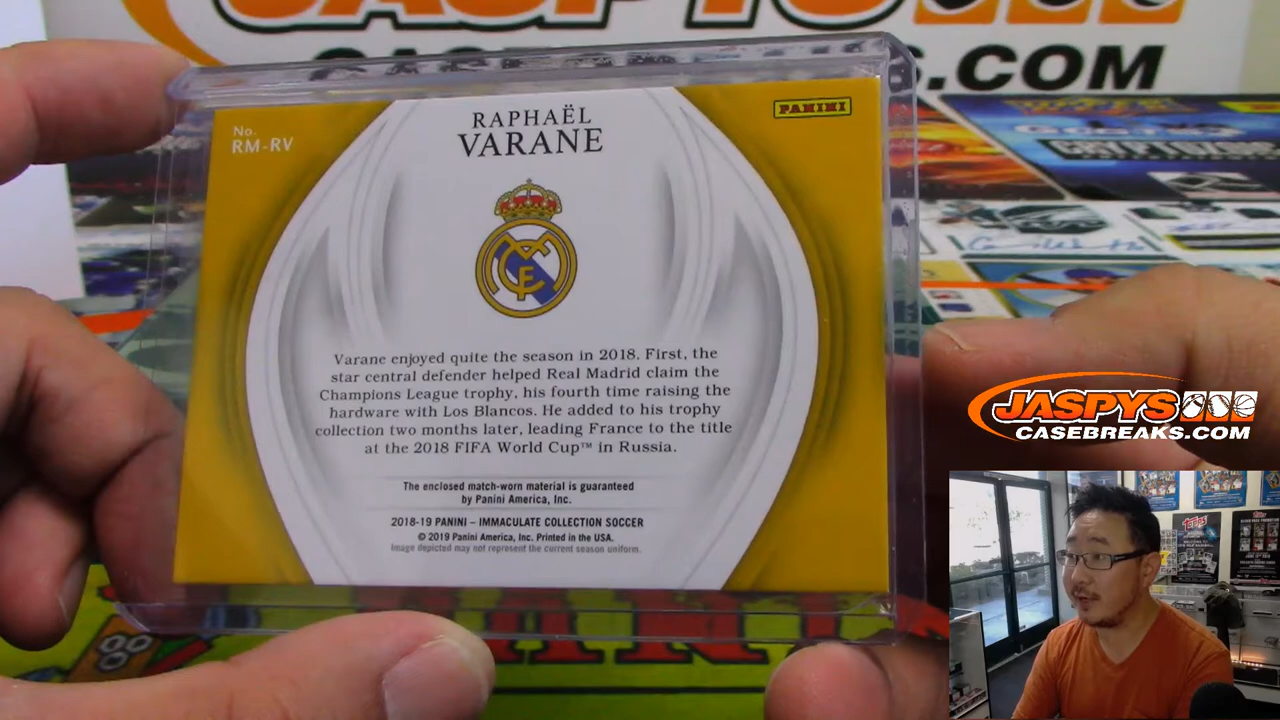 JASPYS
CASEBREAKS.COM
No.
RM-RV
RAPHAËL
VARANE
PANINI
Varane enjoyed quite the season in 2018. First, the
star central defender helped Real Madrid claim the
Champions League trophy, his fourth time raising the
hardware with Los Blancos. He added to his trophy
collection two months later, leading France to the title
at the 2018 FIFA World Cup™ in Russia.
The enclosed match-worn material is guaranteed
by Panini America, Inc.
2018-19 PANINI – IMMACULATE COLLECTION SOCCER
© 2019 Panini America, Inc. Printed in the USA.
Image depicted may not represent the current season uniform.
JASPYS
CASEBREAKS.COM